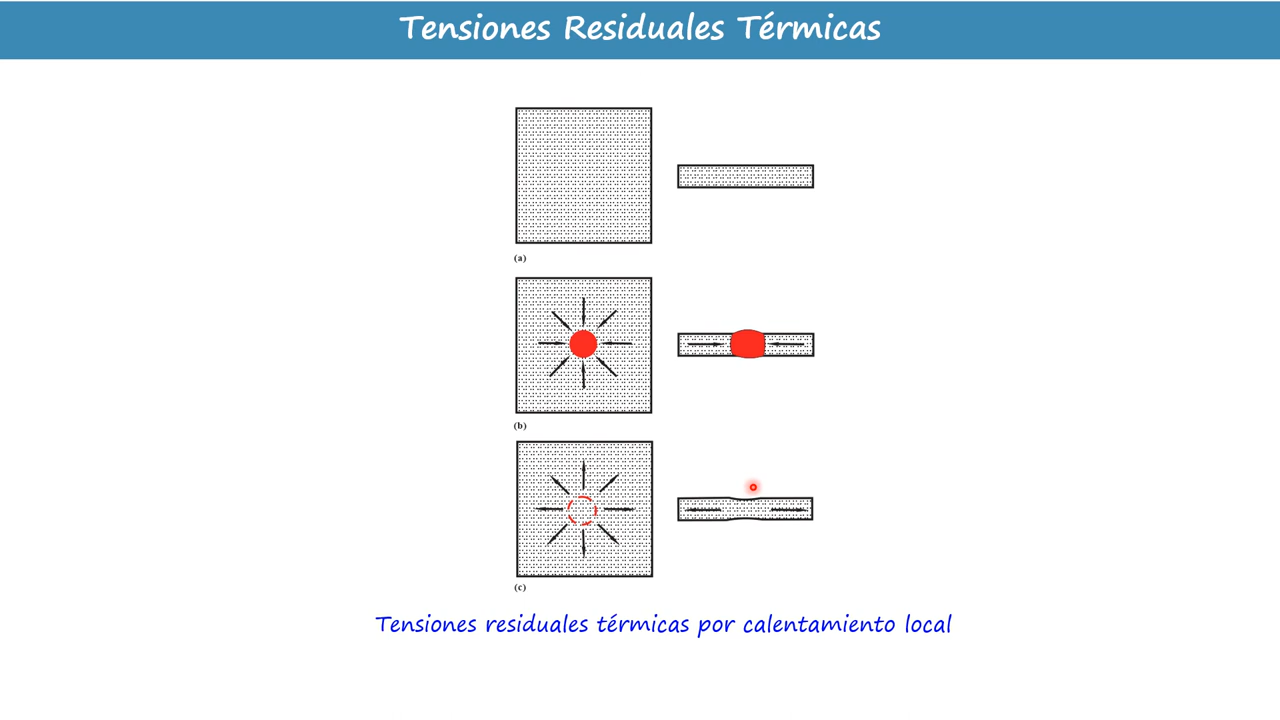 Tensiones Residuales Térmicas
(a)
(b)
(c)
Tensiones residuales térmicas por calentamiento local